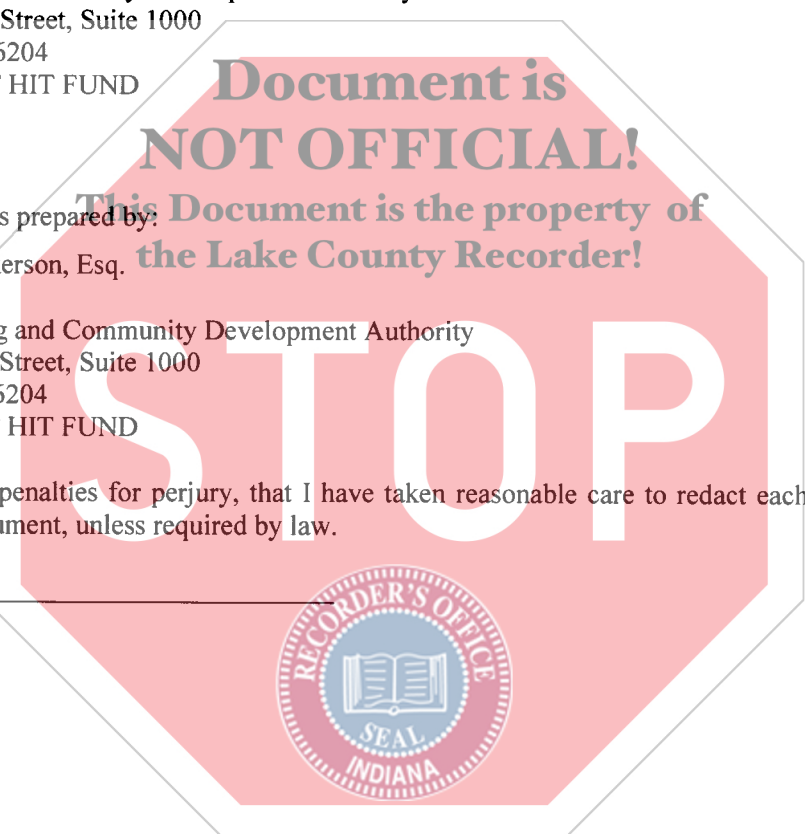 Street, Suite 1000
6204
HIT FUND
Document is
NOT OFFICIAL!
This Document is the property of
the Lake County Recorder!
s prepared by:
erson, Esq.
g and Community Development Authority
Street, Suite 1000
6204
HIT FUND
STOP
penalties for perjury, that I have taken reasonable care to redact each
ument, unless required by law.
RECORDER'S OFFICE
SEAL
INDIANA